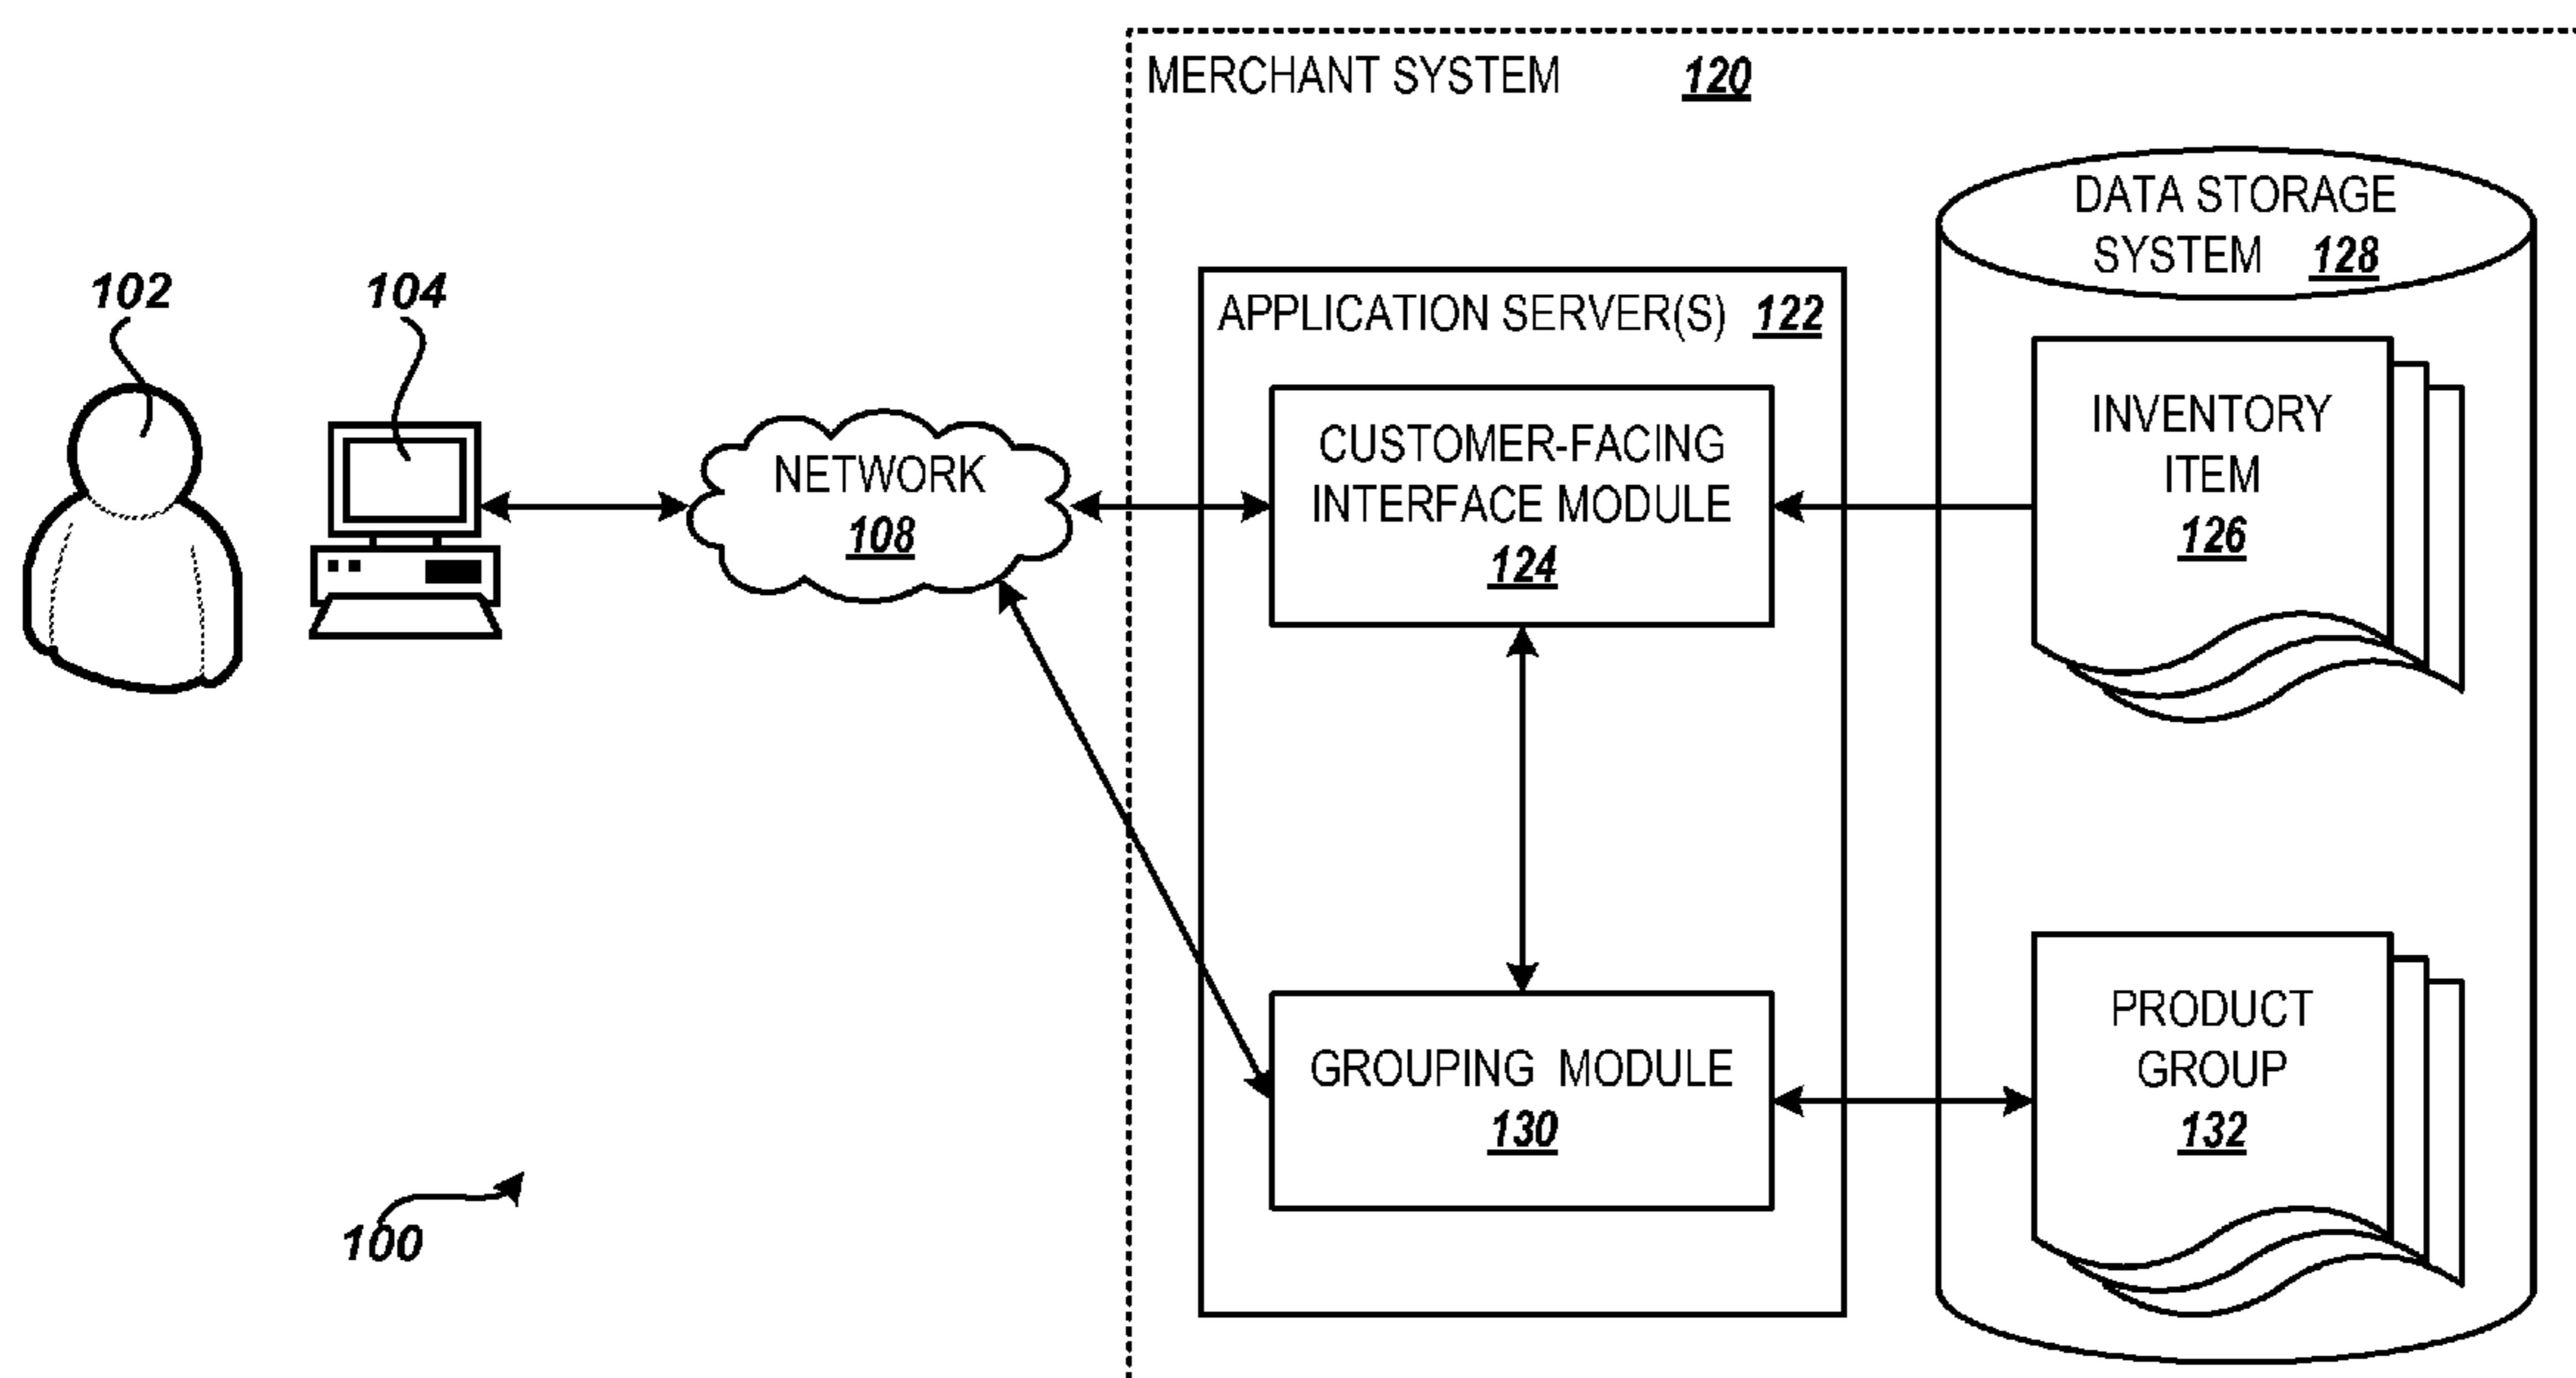 MERCHANT SYSTEM 120
DATA STORAGE
SYSTEM 128
102
104
APPLICATION SERVER(S) 122
NETWORK
108
CUSTOMER-FACING
INTERFACE MODULE
124
INVENTORY
ITEM
126
GROUPING MODULE
130
PRODUCT
GROUP
132
100